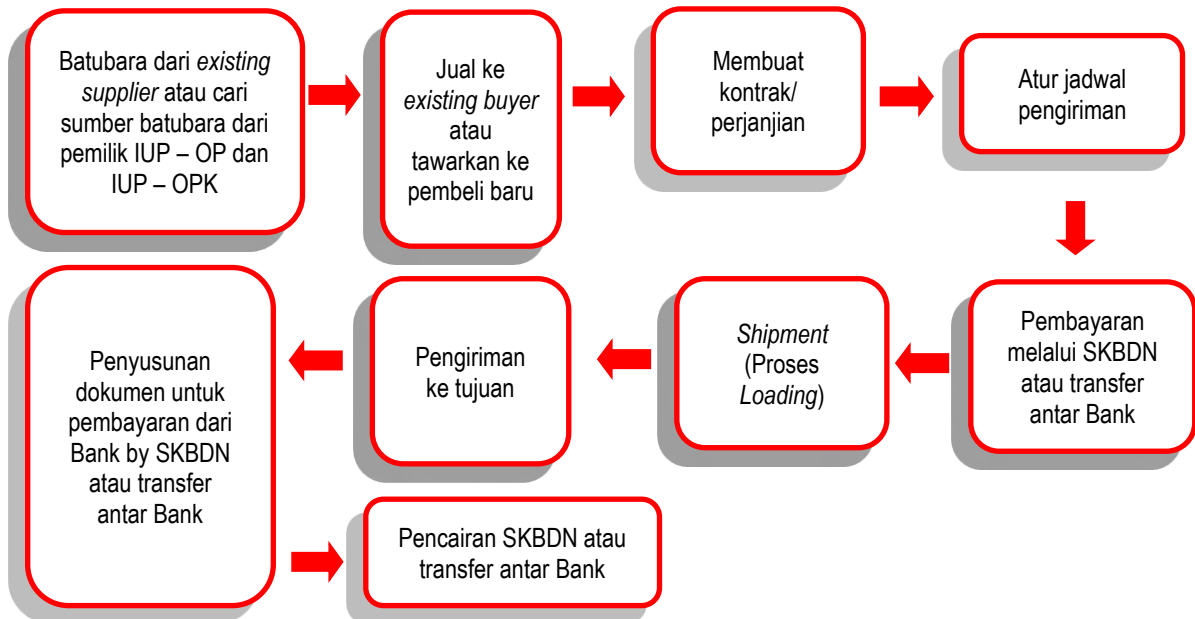 Batubara dari existing
supplier atau cari
sumber batubara dari
pemilik IUP – OP dan
IUP – OPK
Jual ke
existing buyer
atau
tawarkan ke
pembeli baru
Membuat
kontrak/
perjanjian
Atur jadwal
pengiriman
Pembayaran
melalui SKBDN
atau transfer
antar Bank
Shipment
(Proses
Loading)
Pengiriman
ke tujuan
Penyusunan
dokumen untuk
pembayaran dari
Bank by SKBDN
atau transfer
antar Bank
Pencairan SKBDN atau
transfer antar Bank